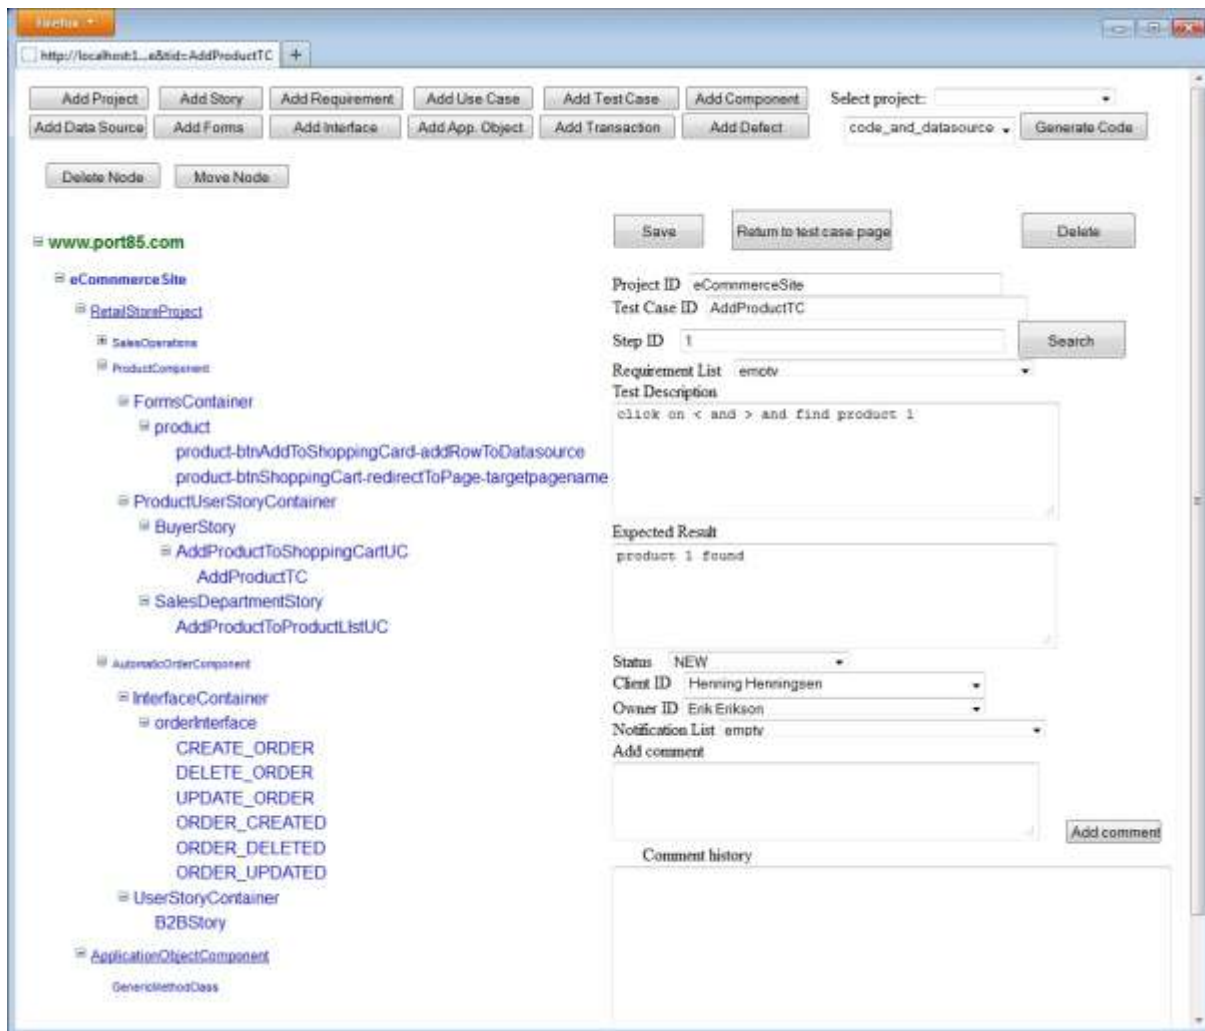 Firefox
http://localhost:1...e&tid=AddProductTC +
Add Project Add Story Add Requirement Add Use Case Add Test Case Add Component Select project:
Add Data Source Add Forms Add Interface Add App. Object Add Transaction Add Defect code_and_datasource Generate Code
Delete Node Move Node
Save Return to test case page Delete
www.port85.com
eComnmerceSite
RetailStoreProject
SalesOperations
ProductComponent
FormsContainer
product
product-btnAddToShoppingCard-addRowToDatasource
product-btnShoppingCart-redirectToPage-targetpagename
ProductUserStoryContainer
BuyerStory
AddProductToShoppingCartUC
AddProductTC
SalesDepartmentStory
AddProductToProductListUC
AutomaticOrderComponent
InterfaceContainer
orderInterface
CREATE_ORDER
DELETE_ORDER
UPDATE_ORDER
ORDER_CREATED
ORDER_DELETED
ORDER_UPDATED
UserStoryContainer
B2BStory
ApplicationObjectComponent
GenericMethodClass
Project ID eComnmerceSite
Test Case ID AddProductTC
Step ID 1 Search
Requirement List empty
Test Description
click on < and > and find product 1
Expected Result
product 1 found
Status NEW
Client ID Henning Henningsen
Owner ID Erik Erikson
Notification List empty
Add comment
Add comment
Comment history